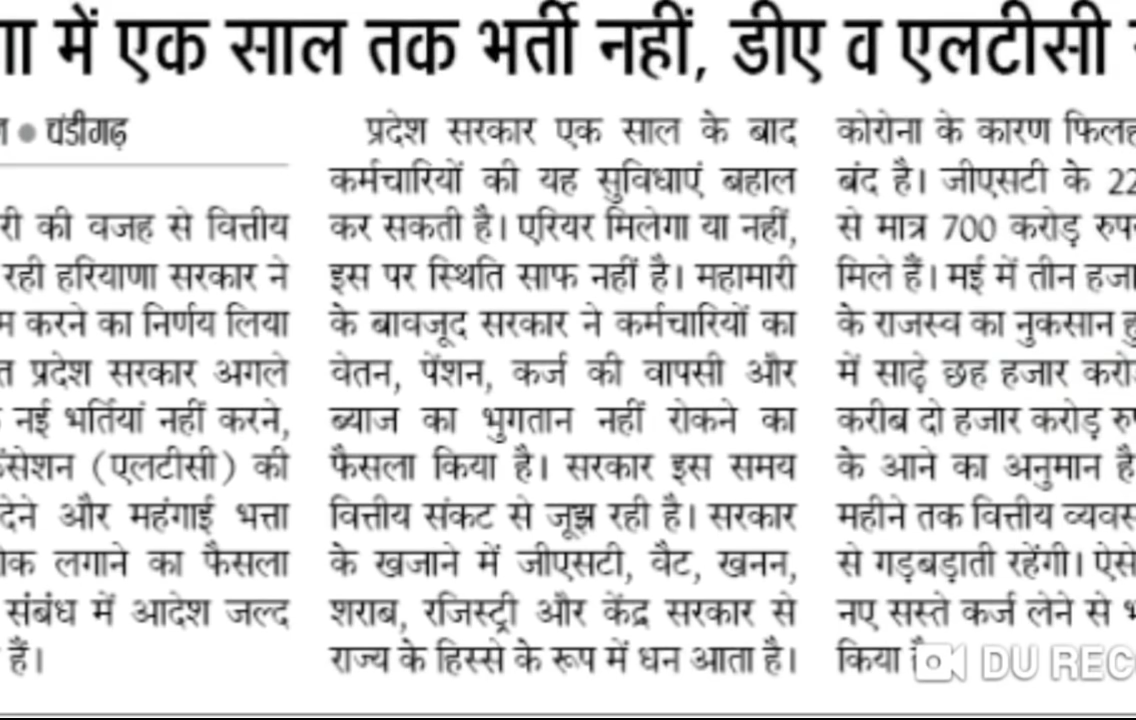 में एक साल तक भर्ती नहीं, डीए व एलटीसी
चंडीगढ़
की वजह से वित्तीय
रही हरियाणा सरकार ने
करने का निर्णय लिया
प्रदेश सरकार अगले
नई भर्तियां नहीं करने,
(एलटीसी) की
देने और महंगाई भत्ता
लगाने का फैसला
संबंध में आदेश जल्द
हैं।
प्रदेश सरकार एक साल के बाद
कर्मचारियों की यह सुविधाएं बहाल
कर सकती है। एरियर मिलेगा या नहीं,
इस पर स्थिति साफ नहीं है। महामारी
के बावजूद सरकार ने कर्मचारियों का
वेतन, पेंशन, कर्ज की वापसी और
ब्याज का भुगतान नहीं रोकने का
फैसला किया है। सरकार इस समय
वित्तीय संकट से जूझ रही है। सरकार
के खजाने में जीएसटी, वैट, खनन,
शराब, रजिस्ट्री और केंद्र सरकार से
राज्य के हिस्से के रूप में धन आता है।
कोरोना के कारण
बंद है। जीएसटी के 22
से मात्र 700 करोड़
मिले हैं। मई में तीन
के राजस्व का नुकसान
में साढ़े छह हजार
करीब दो हजार करोड़
के आने का अनुमान
महीने तक वित्तीय
से गड़बड़ाती रहेंगी। ऐसे
नए सस्ते कर्ज लेने से
किया
DU REC